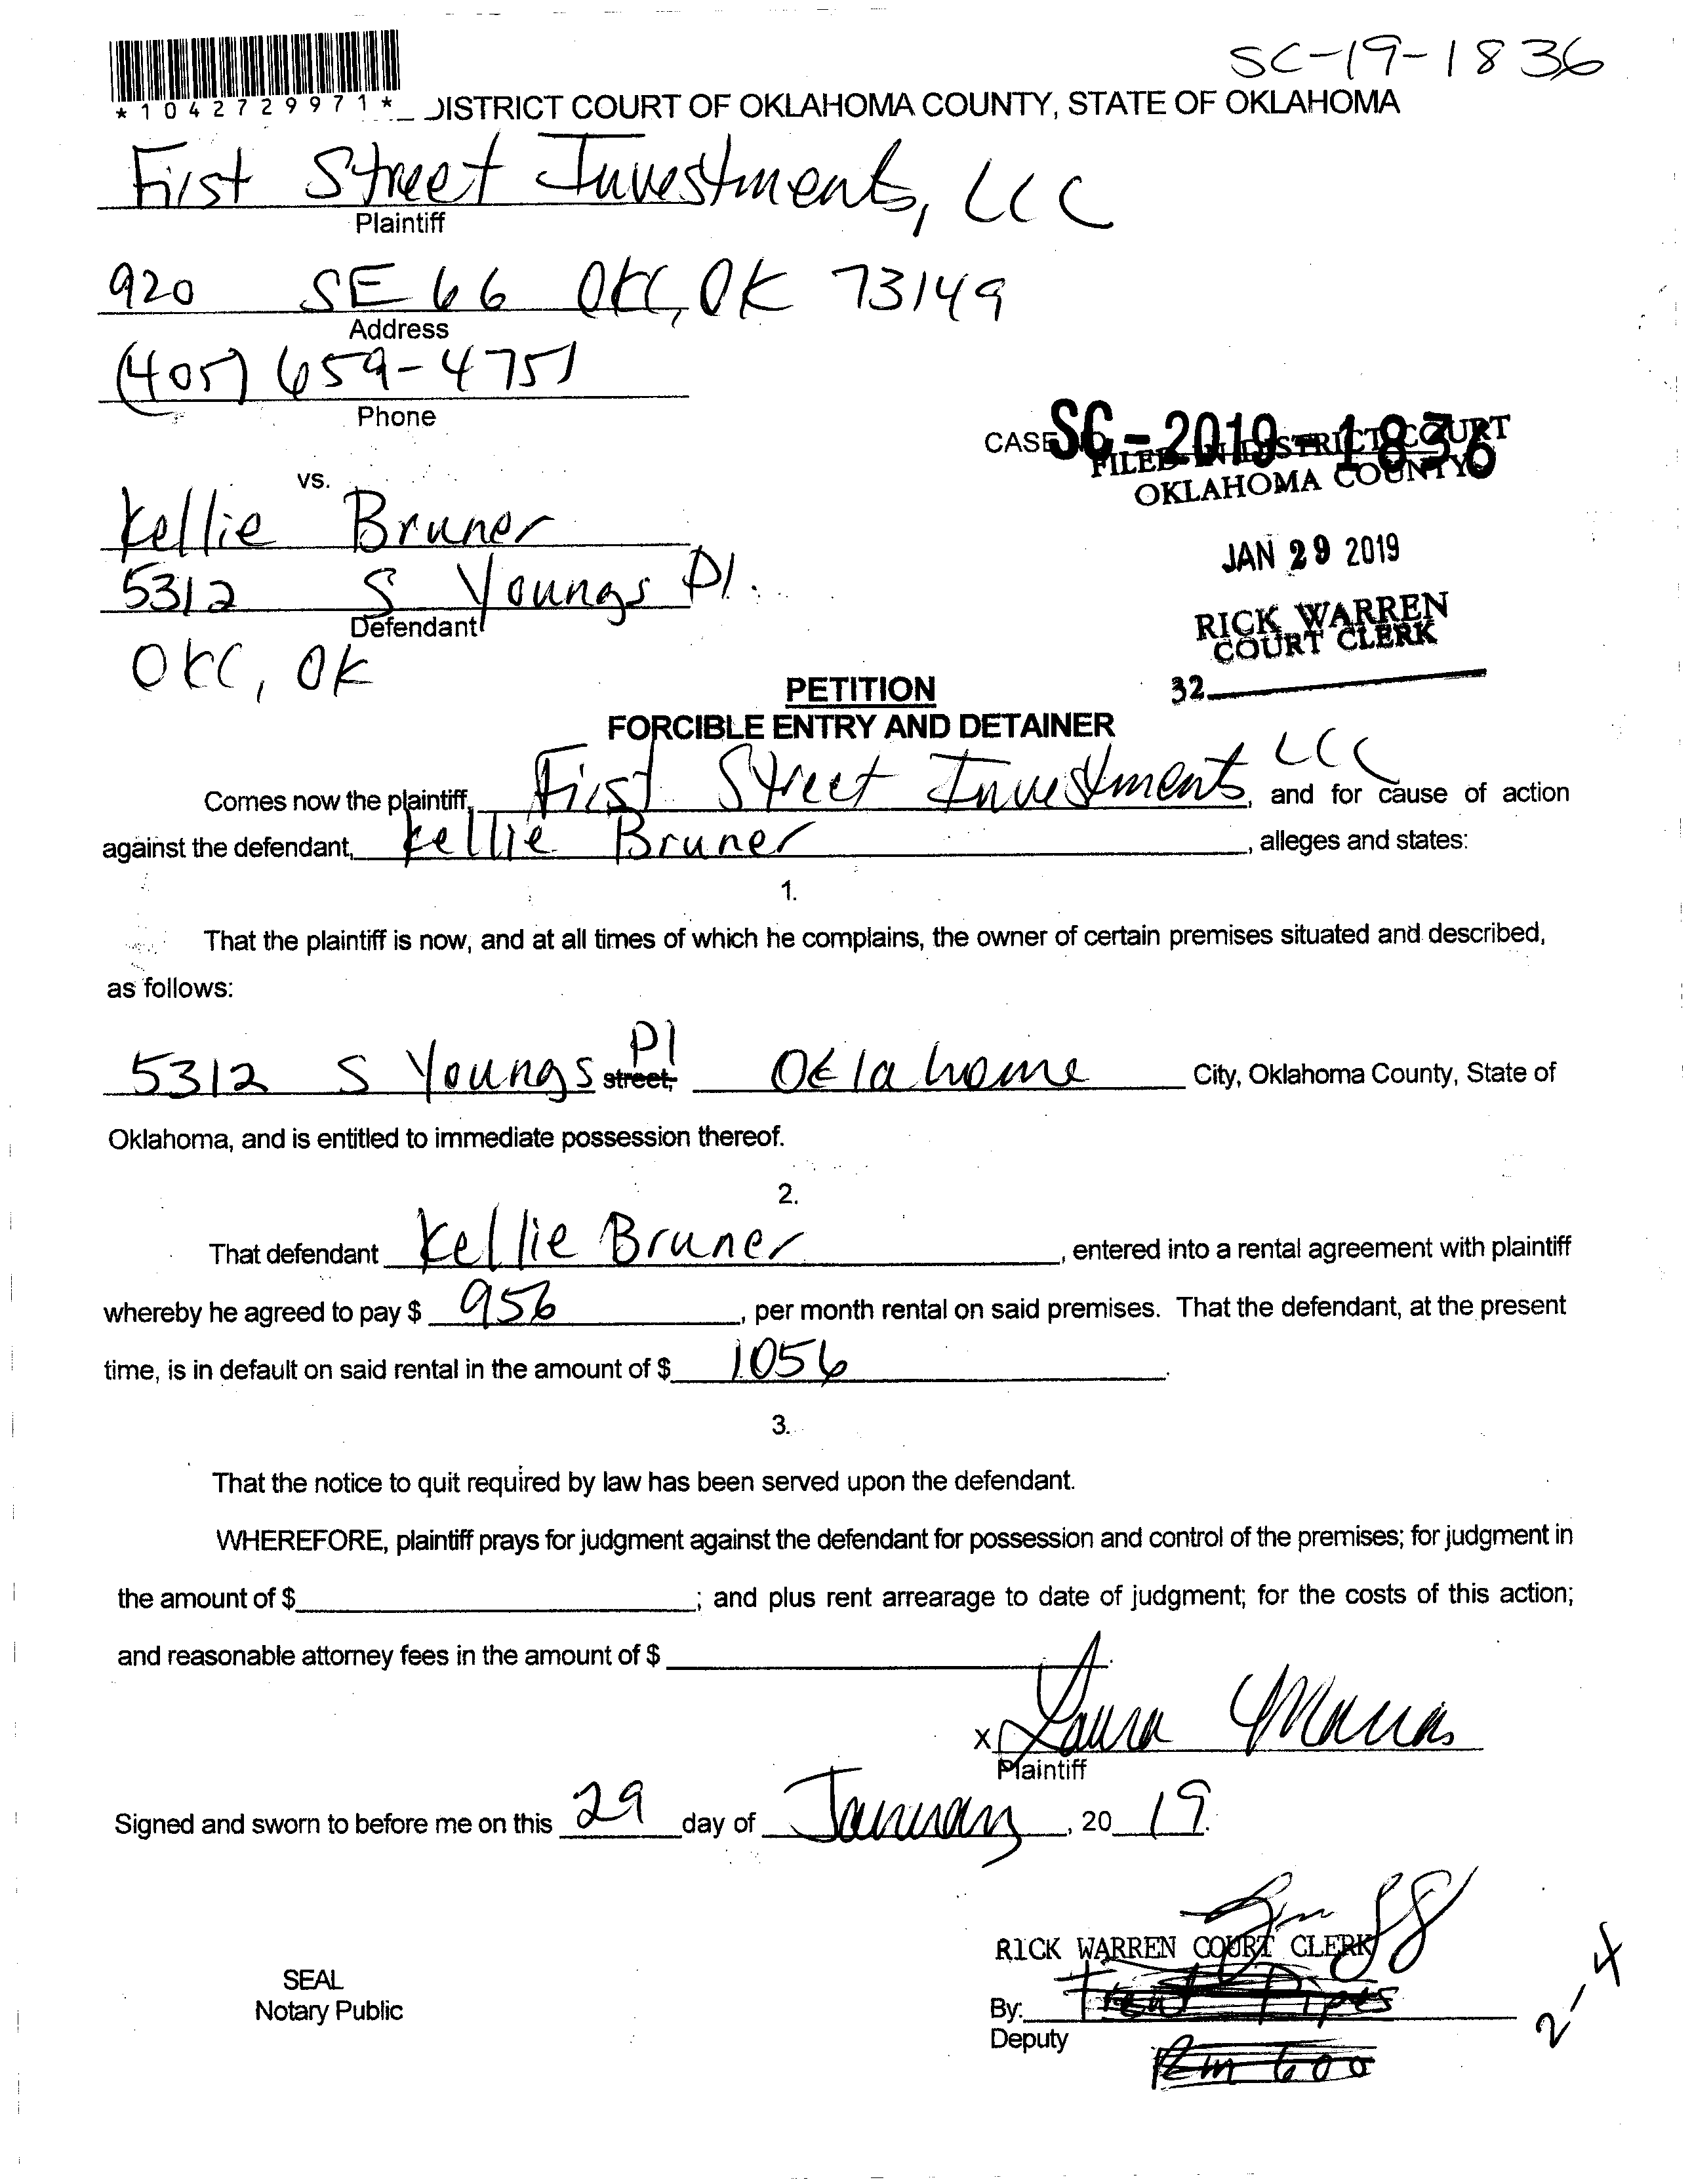 SC-19-1836
*1042729971*
DISTRICT COURT OF OKLAHOMA COUNTY, STATE OF OKLAHOMA
First Street Investments, LLC
Plaintiff
920 SE 66 OKC, OK 73149
Address
(405) 659-4751
Phone
CASE NO. SC-2019-1836
FILED IN DISTRICT COURT
OKLAHOMA COUNTY
vs.
Kellie Bruner
JAN 29 2019
5312 S Youngs Pl.
Defendant
RICK WARREN
COURT CLERK
OKC, OK
32
PETITION
FORCIBLE ENTRY AND DETAINER
Comes now the plaintiff, First Street Investments LLC, and for cause of action
against the defendant, Kellie Bruner, alleges and states:
1.
That the plaintiff is now, and at all times of which he complains, the owner of certain premises situated and described,
as follows:
5312 S Youngs Pl street, Oklahoma City, Oklahoma County, State of
Oklahoma, and is entitled to immediate possession thereof.
2.
That defendant Kellie Bruner, entered into a rental agreement with plaintiff
whereby he agreed to pay $ 956, per month rental on said premises. That the defendant, at the present
time, is in default on said rental in the amount of $ 1056.
3.
That the notice to quit required by law has been served upon the defendant.
WHEREFORE, plaintiff prays for judgment against the defendant for possession and control of the premises; for judgment in
the amount of $ ; and plus rent arrearage to date of judgment; for the costs of this action;
and reasonable attorney fees in the amount of $
x Laura
Plaintiff
Signed and sworn to before me on this 29 day of January, 20 19.
RICK WARREN COURT CLERK
SEAL
Notary Public
By:
Deputy
Rm 600
2-4